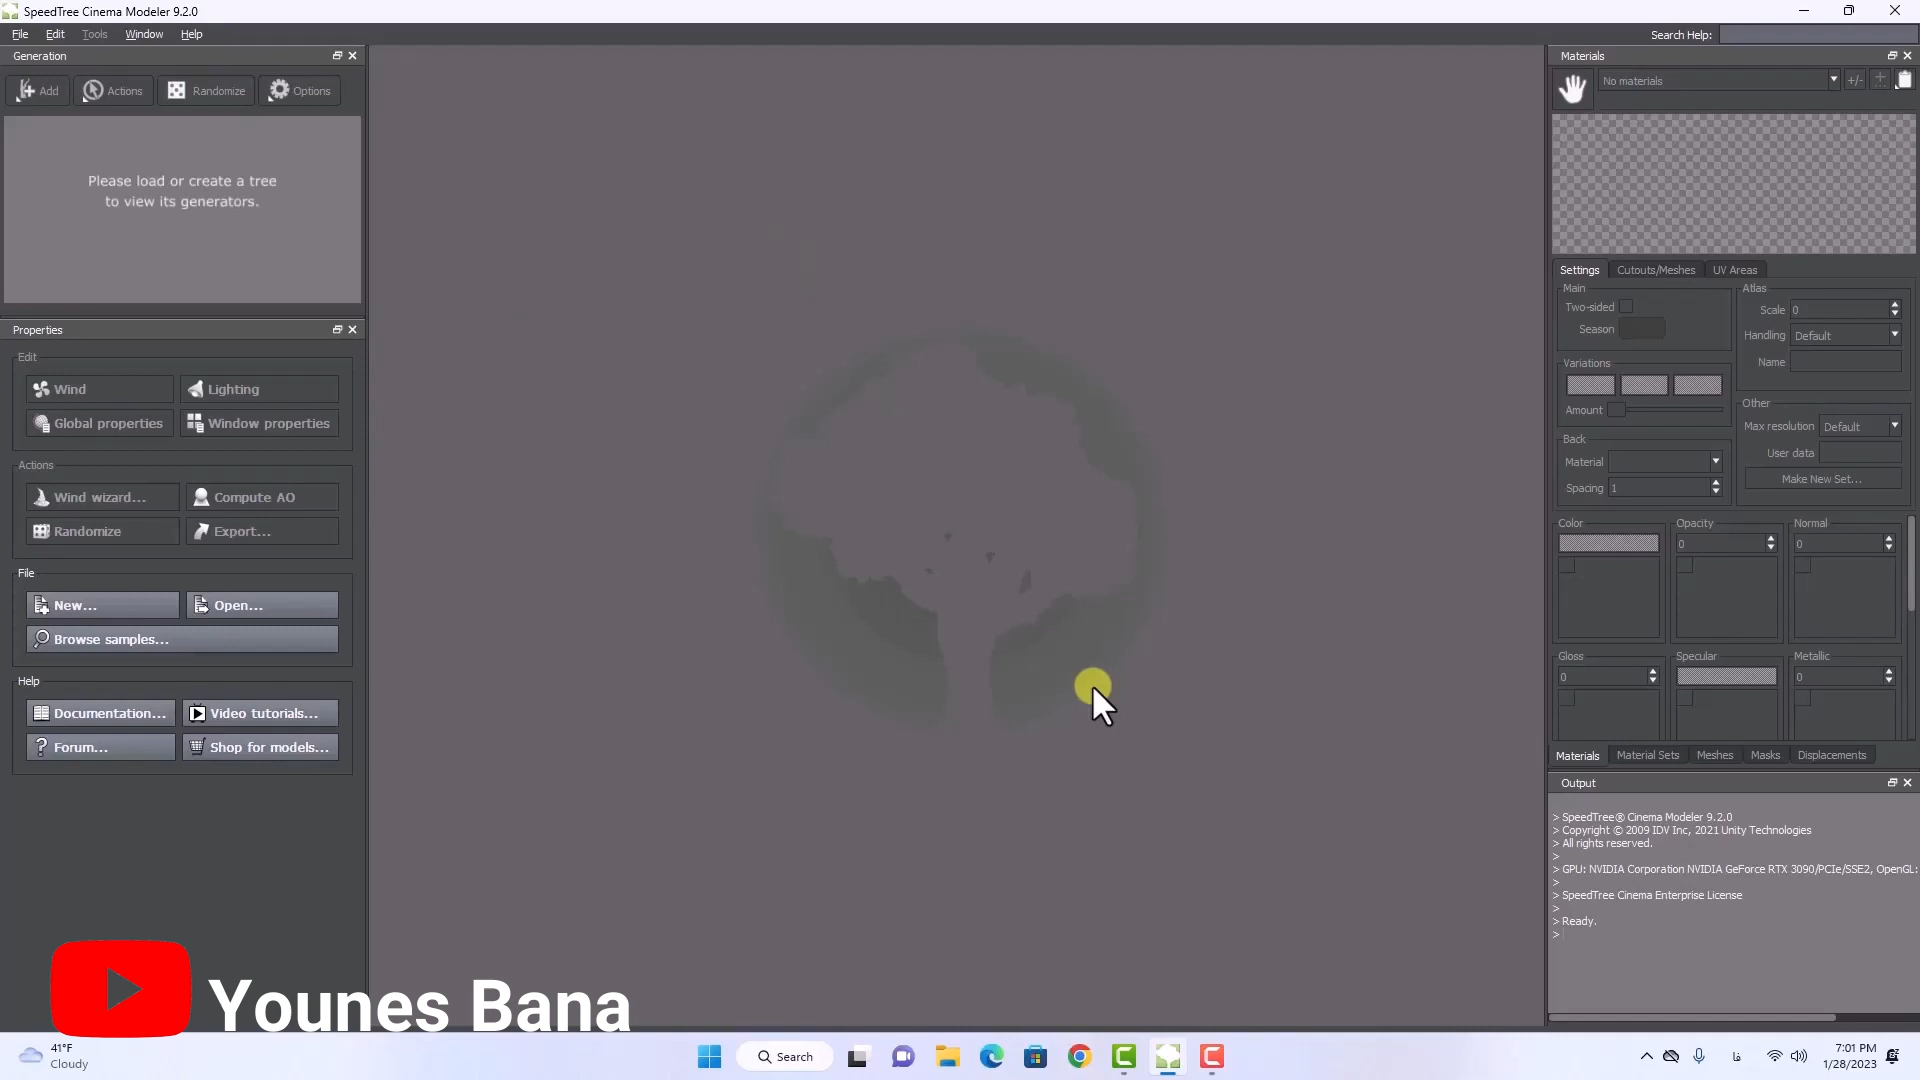 SpeedTree Cinema Modeler 9.2.0
File Edit Tools Window Help
Search Help:
Generation
Add Actions Randomize Options
Please load or create a tree
to view its generators.
Properties
Edit
Wind Lighting
Global properties Window properties
Actions
Wind wizard... Compute AO
Randomize Export...
File
New... Open...
Browse samples...
Help
Documentation... Video tutorials...
Forum... Shop for models...
Materials
No materials
+/-
Settings Cutouts/Meshes UV Areas
Main
Two-sided
Season
Variations
Amount
Back
Material
Spacing 1
Atlas
Scale 0
Handling Default
Name
Other
Max resolution Default
User data
Make New Set...
Color Opacity Normal
0 0
Gloss Specular Metallic
0 0
Materials Material Sets Meshes Masks Displacements
Output
> SpeedTree® Cinema Modeler 9.2.0
> Copyright © 2009 IDV Inc, 2021 Unity Technologies
> All rights reserved.
>
> GPU: NVIDIA Corporation NVIDIA GeForce RTX 3090/PCIe/SSE2, OpenGL:
>
> SpeedTree Cinema Enterprise License
>
> Ready.
>
Younes Bana
41°F
Cloudy
Search
فا
7:01 PM
1/28/2023